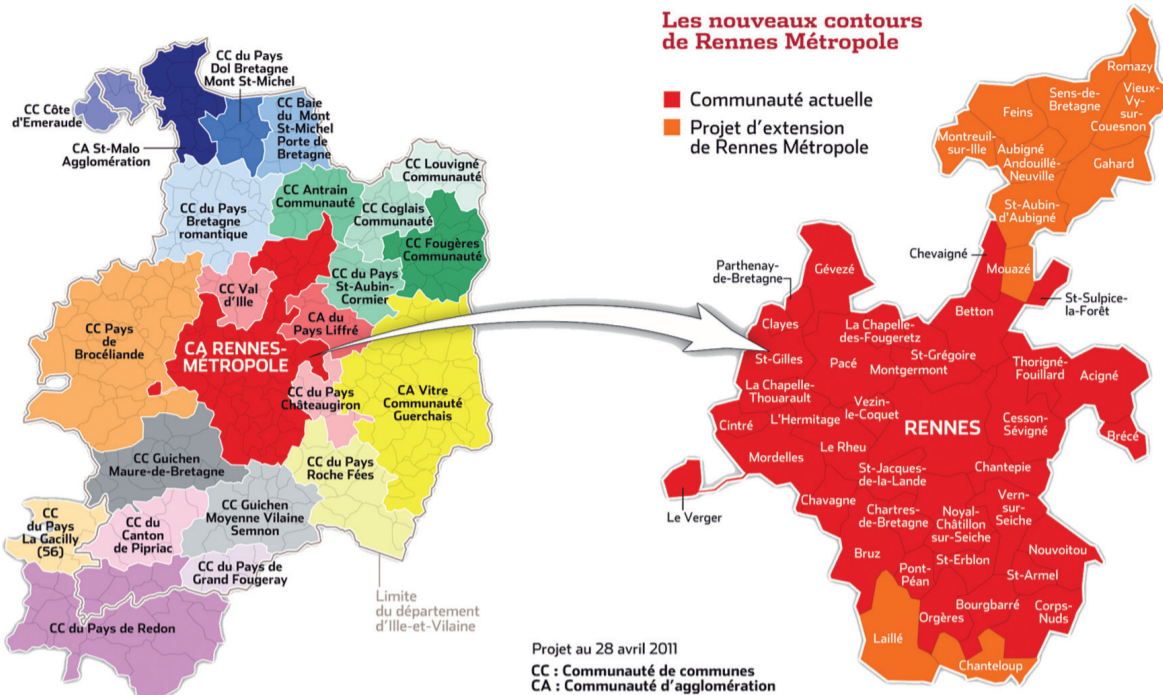 CC du Pays
Dol Bretagne
Mont St-Michel
CC Côte
d'Emeraude
CC Baie
du Mont
St-Michel
Porte de
Bretagne
CA St-Malo
Agglomération
CC Louvigné
Communauté
CC Antrain
Communauté
CC Coglais
Communauté
CC du Pays
Bretagne
romantique
CC Fougères
Communauté
CC Val
d'Ille
CC du Pays
St-Aubin-
Cormier
CA du
Pays Liffré
CC Pays
de
Brocéliande
CA RENNES-
MÉTROPOLE
CC du Pays
Châteaugiron
CA Vitre
Communauté
Guerchais
CC Guichen
Maure-de-Bretagne
CC du Pays
Roche Fées
CC
du Pays
La Gacilly
(56)
CC du
Canton
de Pipriac
CC Guichen
Moyenne Vilaine
Semnon
CC du Pays de
Grand Fougeray
CC du Pays de Redon
Limite
du département
d'Ille-et-Vilaine
Les nouveaux contours
de Rennes Métropole
Communauté actuelle
Projet d'extension
de Rennes Métropole
Romazy
Sens-de-
Bretagne
Vieux-
Vy-
sur-
Couesnon
Feins
Montreuil-
sur-Ille
Aubigné
Andouillé-
Neuville
Gahard
St-Aubin-
d'Aubigné
Chevaigné
Mouazé
St-Sulpice-
la-Forêt
Parthenay-
de-Bretagne
Gévezé
Betton
Clayes
La Chapelle-
des-Fougeretz
St-Gilles
Pacé
St-Grégoire
Montgermont
Thorigné-
Fouillard
Acigné
La Chapelle-
Thouarault
Vezin-
le-Coquet
L'Hermitage
Cintré
RENNES
Cesson-
Sévigné
Brécé
Le Rheu
Mordelles
St-Jacques-
de-la-Lande
Chantepie
Le Verger
Chavagne
Chartres-
de-Bretagne
Noyal-
Châtillon
sur-Seiche
Vern-
sur-
Seiche
Bruz
St-Erblon
Nouvoitou
Pont-
Péan
St-Armel
Orgères
Bourgbarré
Corps-
Nuds
Laillé
Chanteloup
Projet au 28 avril 2011
CC : Communauté de communes
CA : Communauté d'agglomération